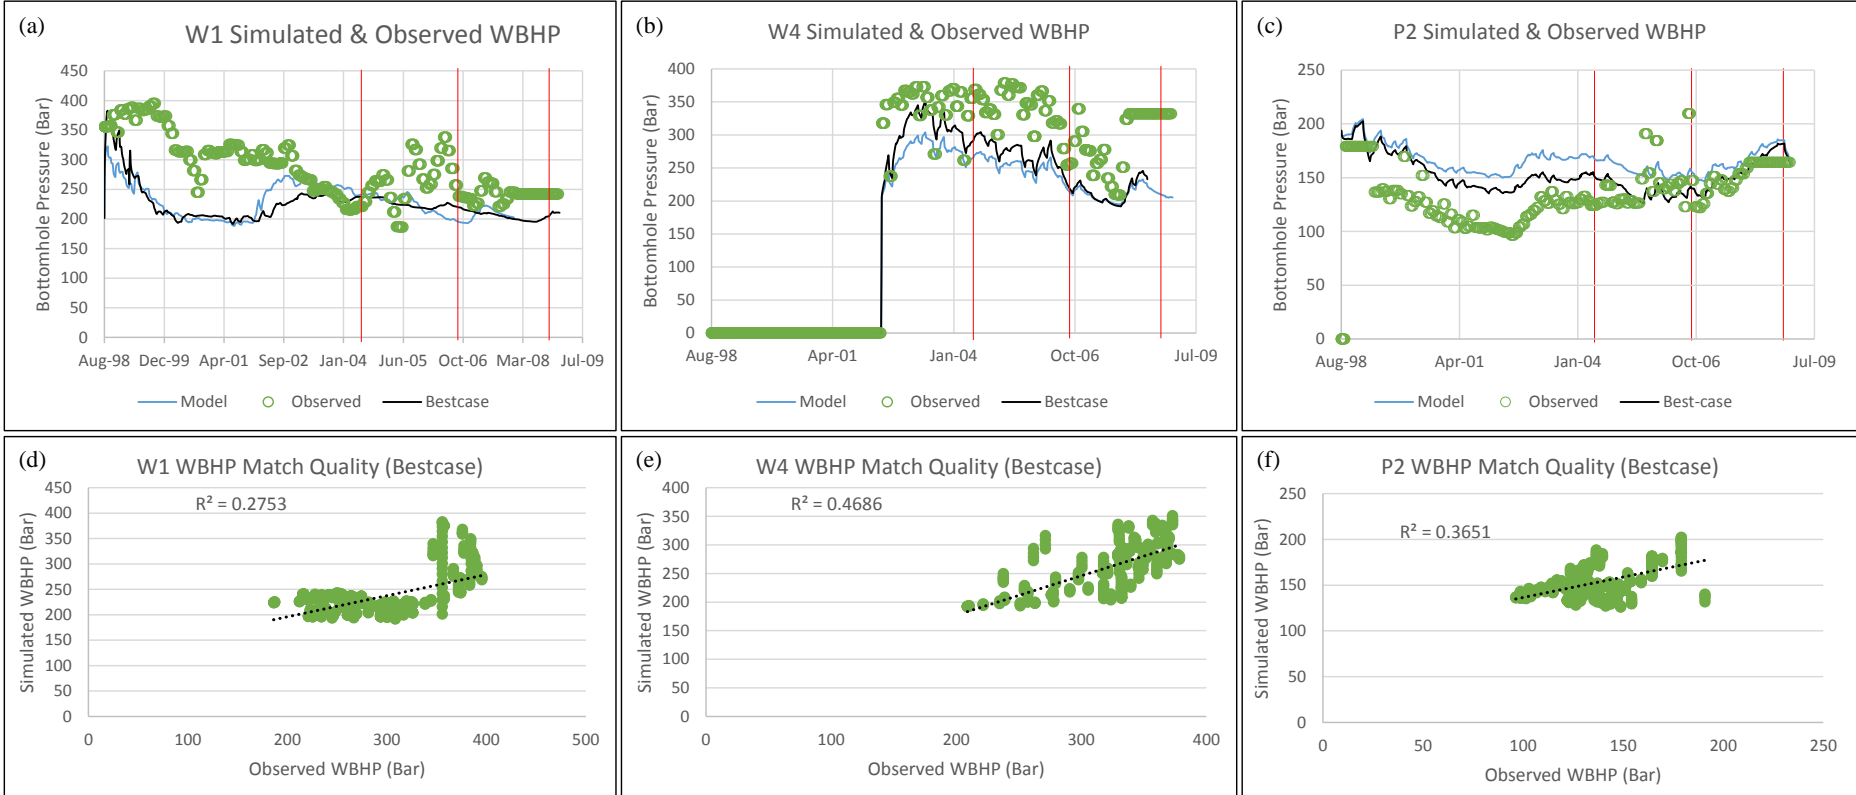 (a)
W1 Simulated & Observed WBHP
Bottomhole Pressure (Bar)
450
400
350
300
250
200
150
100
50
0
Aug-98 Dec-99 Apr-01 Sep-02 Jan-04 Jun-05 Oct-06 Mar-08 Jul-09
Model Observed Bestcase
(b)
W4 Simulated & Observed WBHP
Bottomhole Pressure (Bar)
400
350
300
250
200
150
100
50
0
Aug-98 Apr-01 Jan-04 Oct-06 Jul-09
Model Observed Bestcase
(c)
P2 Simulated & Observed WBHP
Bottomhole Pressure (Bar)
250
200
150
100
50
0
Aug-98 Apr-01 Jan-04 Oct-06 Jul-09
Model Observed Best-case
(d)
W1 WBHP Match Quality (Bestcase)
R² = 0.2753
Simulated WBHP (Bar)
450
400
350
300
250
200
150
100
50
0
0 100 200 300 400 500
Observed WBHP (Bar)
(e)
W4 WBHP Match Quality (Bestcase)
R² = 0.4686
Simulated WBHP (Bar)
400
350
300
250
200
150
100
50
0
0 100 200 300 400
Observed WBHP (Bar)
(f)
P2 WBHP Match Quality (Bestcase)
R² = 0.3651
Simulated WBHP (Bar)
250
200
150
100
50
0
0 50 100 150 200 250
Observed WBHP (Bar)